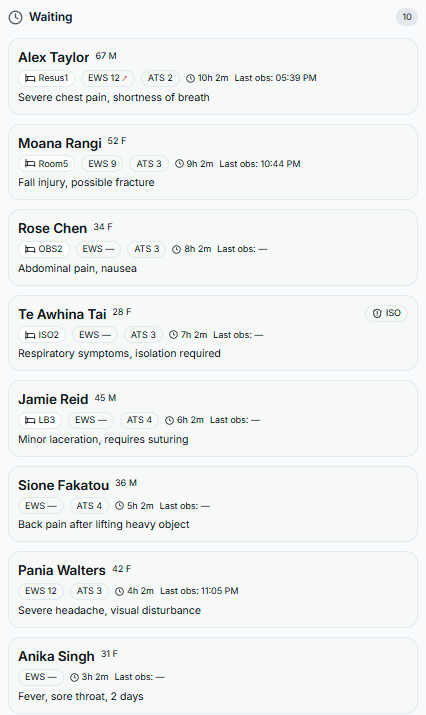 Waiting 10
Alex Taylor 67 M
Resus1 EWS 12↗ ATS 2 10h 2m Last obs: 05:39 PM
Severe chest pain, shortness of breath
Moana Rangi 52 F
Room5 EWS 9 ATS 3 9h 2m Last obs: 10:44 PM
Fall injury, possible fracture
Rose Chen 34 F
OBS2 EWS — ATS 3 8h 2m Last obs: —
Abdominal pain, nausea
Te Awhina Tai 28 F ISO
ISO2 EWS — ATS 3 7h 2m Last obs: —
Respiratory symptoms, isolation required
Jamie Reid 45 M
LB3 EWS — ATS 4 6h 2m Last obs: —
Minor laceration, requires suturing
Sione Fakatou 36 M
EWS — ATS 4 5h 2m Last obs: —
Back pain after lifting heavy object
Pania Walters 42 F
EWS 12 ATS 3 4h 2m Last obs: 11:05 PM
Severe headache, visual disturbance
Anika Singh 31 F
EWS — 3h 2m Last obs: —
Fever, sore throat, 2 days